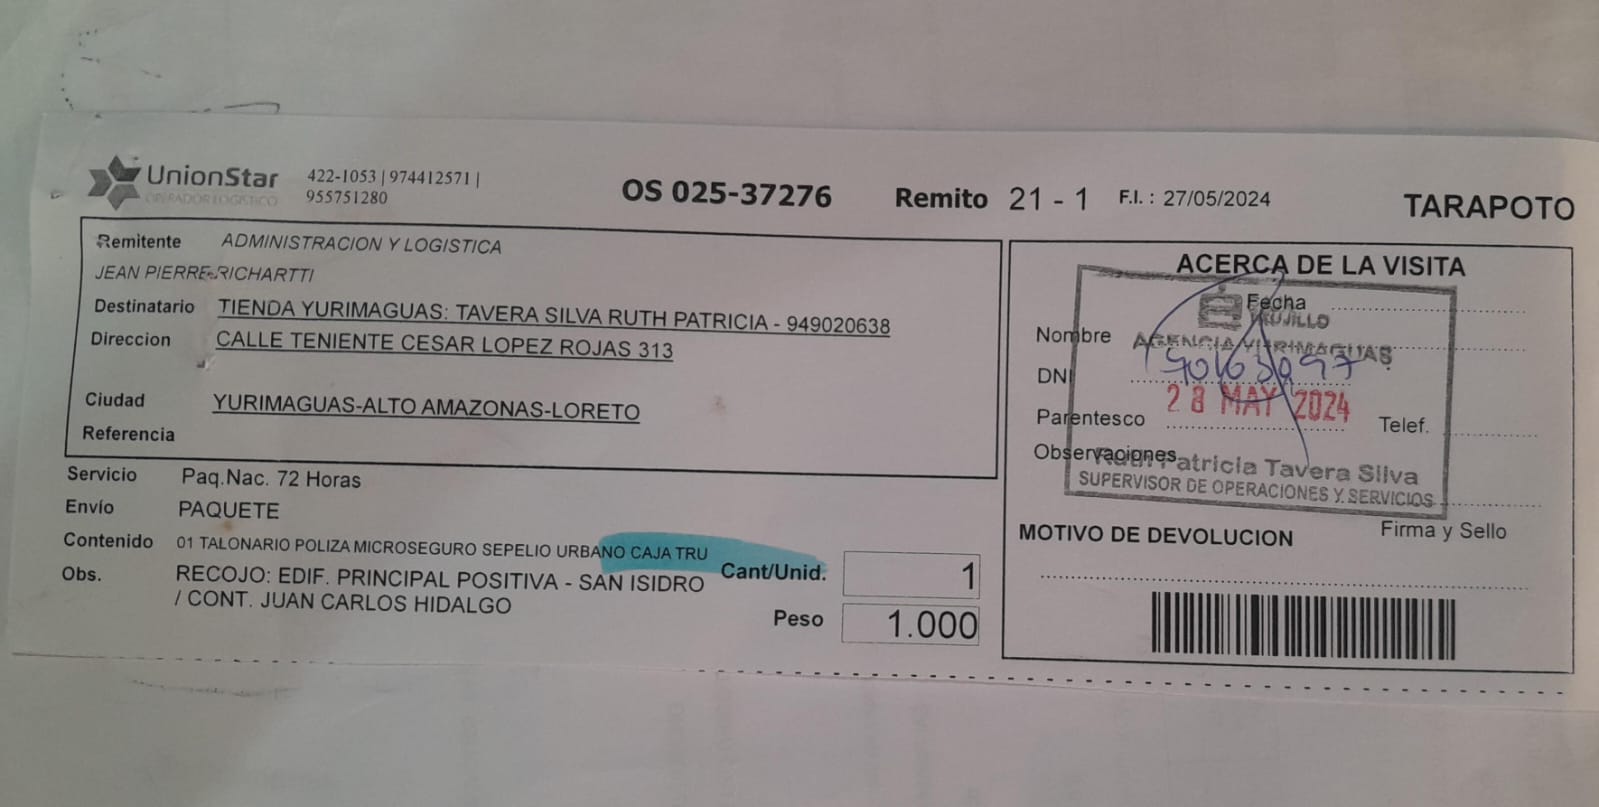 UnionStar
OPERADOR LOGISTICO
422-1053 | 974412571 |
955751280
OS 025-37276
Remito 21 - 1
F.I. : 27/05/2024
TARAPOTO
Remitente ADMINISTRACION Y LOGISTICA
JEAN PIERRE RICHARTTI
Destinatario TIENDA YURIMAGUAS: TAVERA SILVA RUTH PATRICIA - 949020638
Direccion CALLE TENIENTE CESAR LOPEZ ROJAS 313
Ciudad YURIMAGUAS-ALTO AMAZONAS-LORETO
Referencia
Servicio Paq.Nac. 72 Horas
Envío PAQUETE
Contenido 01 TALONARIO POLIZA MICROSEGURO SEPELIO URBANO CAJA TRU
Obs. RECOJO: EDIF. PRINCIPAL POSITIVA - SAN ISIDRO
/ CONT. JUAN CARLOS HIDALGO
Cant/Unid. 1
Peso 1.000
ACERCA DE LA VISITA
Fecha
TRUJILLO
Nombre
AGENCIA YURIMAGUAS
DNI
Parentesco
28 MAY 2024
Telef.
Observaciones
Ruth Patricia Tavera Silva
SUPERVISOR DE OPERACIONES Y SERVICIOS
Firma y Sello
MOTIVO DE DEVOLUCION